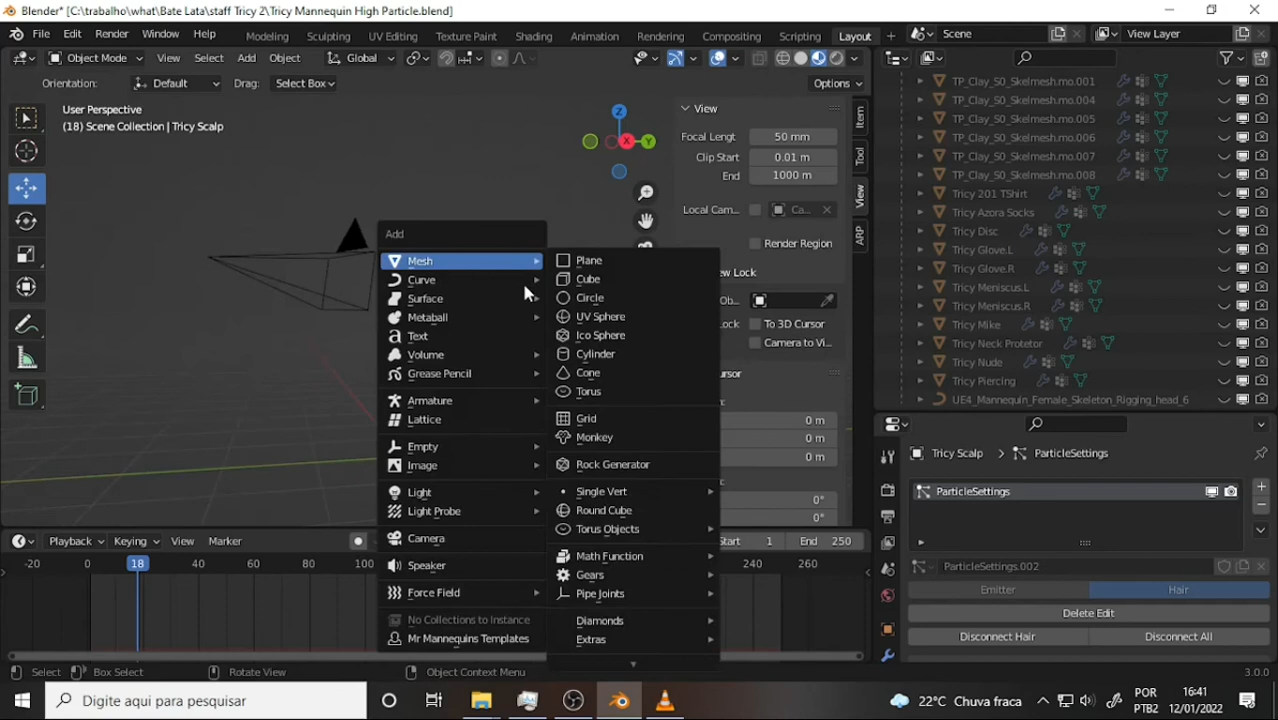 Blender* [C:\trabalho\what\Bate Lata\staff Tricy 2\Tricy Mannequin High Particle.blend]
File Edit Render Window Help Modeling Sculpting UV Editing Texture Paint Shading Animation Rendering Compositing Scripting Layout + Scene View Layer
Object Mode View Select Add Object Global
Orientation: Default Drag: Select Box Options
User Perspective
(18) Scene Collection | Tricy Scalp
Z
X
Y
View
Focal Lengt 50 mm
Clip Start 0.01 m
End 1000 m
Local Cam... Ca...
Render Region
ew Lock
Ob...
Lock To 3D Cursor
Camera to Vi...
ursor
0 m
0 m
0 m
0°
0°
Item
Tool
View
ARP
Add
Mesh
Curve
Surface
Metaball
Text
Volume
Grease Pencil
Armature
Lattice
Empty
Image
Light
Light Probe
Camera
Speaker
Force Field
No Collections to Instance
Mr Mannequins Templates
Plane
Cube
Circle
UV Sphere
Ico Sphere
Cylinder
Cone
Torus
Grid
Monkey
Rock Generator
Single Vert
Round Cube
Torus Objects
Math Function
Gears
Pipe Joints
Diamonds
Extras
TP_Clay_S0_Skelmesh.mo.001
TP_Clay_S0_Skelmesh.mo.004
TP_Clay_S0_Skelmesh.mo.005
TP_Clay_S0_Skelmesh.mo.006
TP_Clay_S0_Skelmesh.mo.007
TP_Clay_S0_Skelmesh.mo.008
Tricy 201 TShirt
Tricy Azora Socks
Tricy Disc
Tricy Glove.L
Tricy Glove.R
Tricy Meniscus.L
Tricy Meniscus.R
Tricy Mike
Tricy Neck Protetor
Tricy Nude
Tricy Piercing
UE4_Mannequin_Female_Skeleton_Rigging_head_6
Tricy Scalp > ParticleSettings
ParticleSettings
ParticleSettings.002
Emitter Hair
Delete Edit
Disconnect Hair Disconnect All
Playback Keying View Marker Start 1 End 250
-20 0 18 20 40 60 80 100 240 260
Select Box Select Rotate View Object Context Menu 3.0.0
Digite aqui para pesquisar
22°C Chuva fraca
POR
PTB2
16:41
12/01/2022